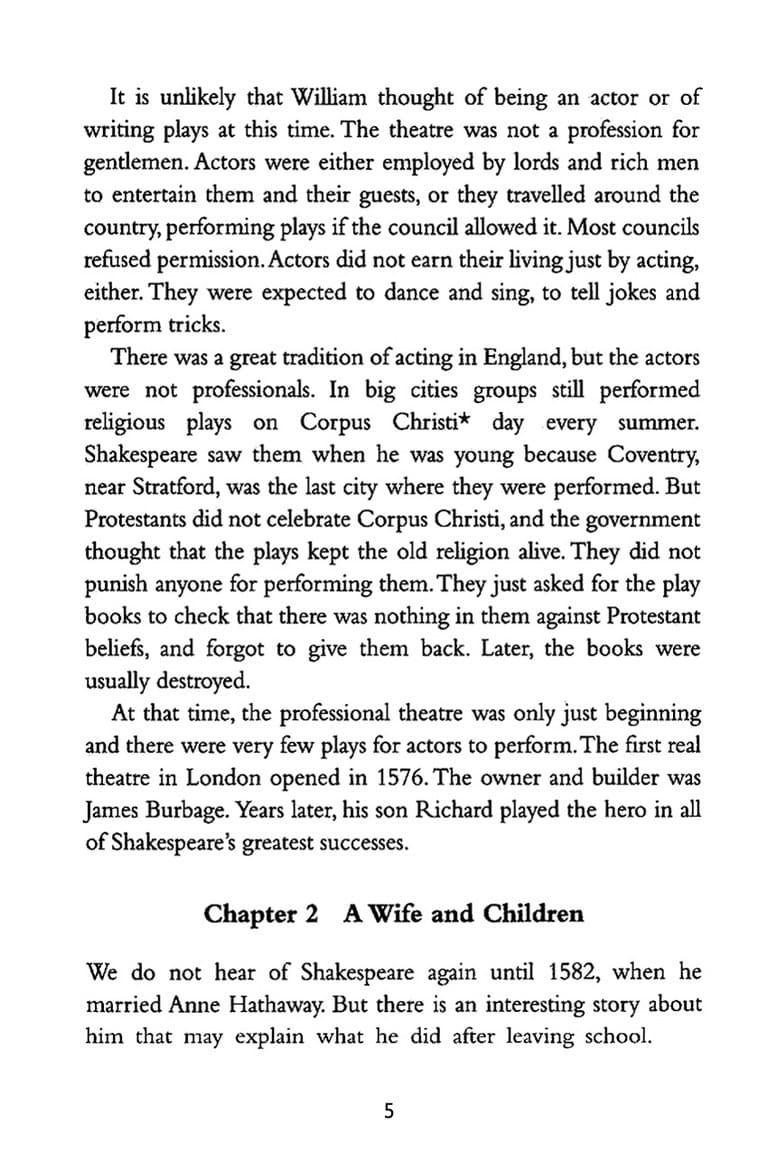 It is unlikely that William thought of being an actor or of
writing plays at this time. The theatre was not a profession for
gentlemen. Actors were either employed by lords and rich men
to entertain them and their guests, or they travelled around the
country, performing plays if the council allowed it. Most councils
refused permission. Actors did not earn their living just by acting,
either. They were expected to dance and sing, to tell jokes and
perform tricks.
There was a great tradition of acting in England, but the actors
were not professionals. In big cities groups still performed
religious plays on Corpus Christi* day every summer.
Shakespeare saw them when he was young because Coventry,
near Stratford, was the last city where they were performed. But
Protestants did not celebrate Corpus Christi, and the government
thought that the plays kept the old religion alive. They did not
punish anyone for performing them. They just asked for the play
books to check that there was nothing in them against Protestant
beliefs, and forgot to give them back. Later, the books were
usually destroyed.
At that time, the professional theatre was only just beginning
and there were very few plays for actors to perform. The first real
theatre in London opened in 1576. The owner and builder was
James Burbage. Years later, his son Richard played the hero in all
of Shakespeare's greatest successes.
Chapter 2 A Wife and Children
We do not hear of Shakespeare again until 1582, when he
married Anne Hathaway. But there is an interesting story about
him that may explain what he did after leaving school.
5